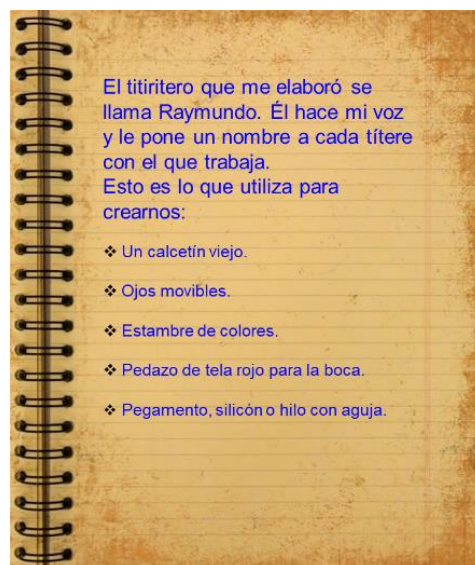 El titiritero que me elaboró se
llama Raymundo. Él hace mi voz
y le pone un nombre a cada títere
con el que trabaja.
Esto es lo que utiliza para
crearnos:
❖ Un calcetín viejo.
❖ Ojos movibles.
❖ Estambre de colores.
❖ Pedazo de tela rojo para la boca.
❖ Pegamento, silicón o hilo con aguja.